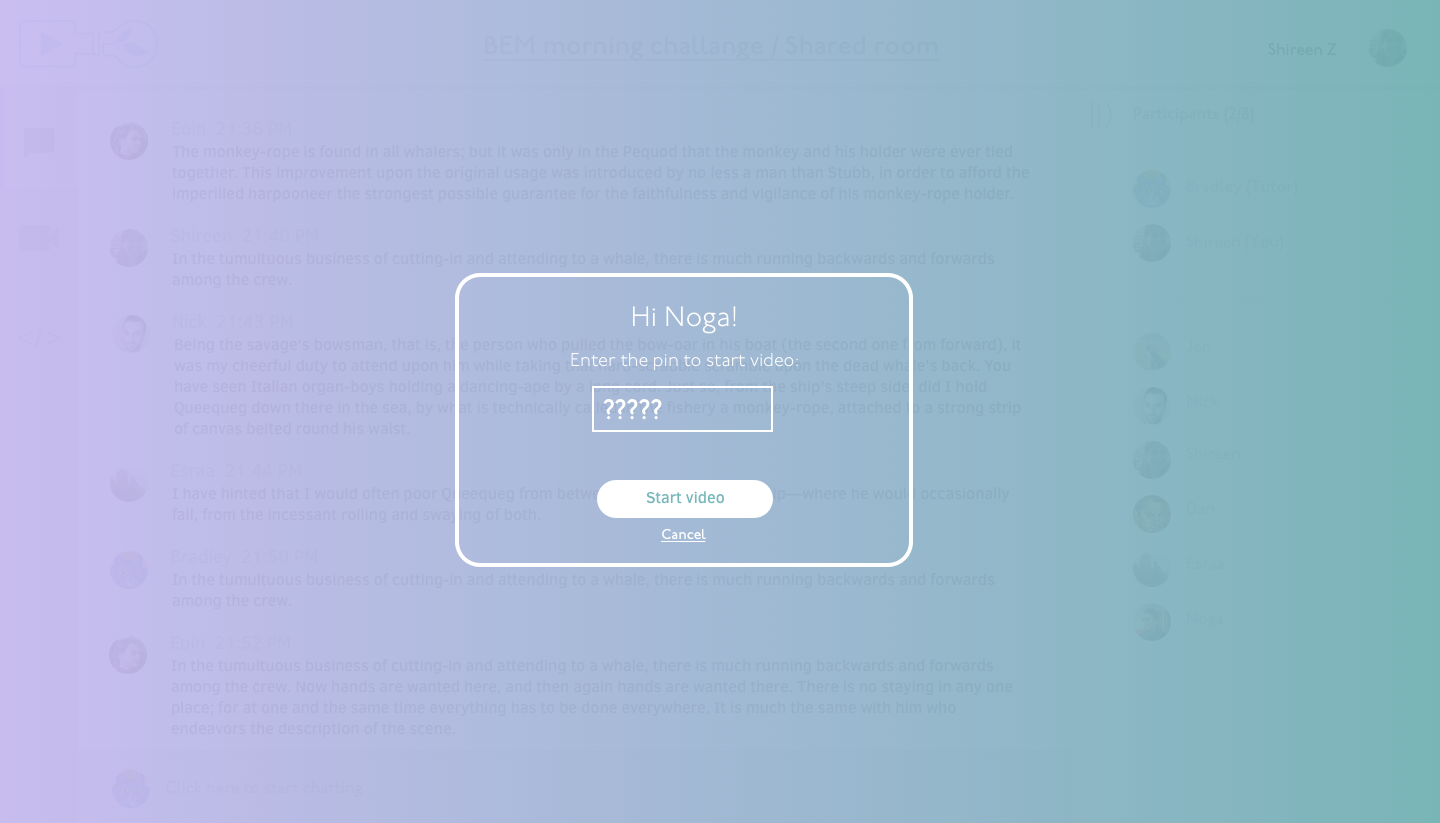 BEM morning challange / Shared room
Shireen Z
Participants (2/8)
Bradley (Tutor)
Shireen (You)
Jan
Nick
Shireen
Esraa
Noga
21:36 PM
The monkey-rope is found in all whalers; but it was only in the Pequod that the monkey and his holder were ever tied
together. This improvement upon the original usage was introduced by no less a man than Stubb, in order to afford the
imperilled harpooneer the strongest possible guarantee for the faithfulness and vigilance of his monkey-rope holder.
Shireen 21:40 PM
In the tumultuous business of cutting-in and attending to a whale, there is much running backwards and forwards
among the crew.
Nick 21:43 PM
Being the savage's bowsman, that is, the person who pulled the bow-oar in his boat (the second one from forward), it
was my cheerful duty to attend upon him while taking that hard-scrabble scramble upon the dead whale's back. You
have seen Italian organ-boys holding a dancing-ape by a long cord. Just so, from the ship's steep side, did I hold
Queequeg down there in the sea, by what is technically called fishery a monkey-rope, attached to a strong strip
of canvas belted round his waist.
Esraa 21:44 PM
I have hinted that I would often poor Queequeg from betwe ip—where he would occasionally
fall, from the incessant rolling and swaying of both.
Bradley 21:50 PM
In the tumultuous business of cutting-in and attending to a whale, there is much running backwards and forwards
among the crew.
21:52 PM
In the tumultuous business of cutting-in and attending to a whale, there is much running backwards and forwards
among the crew. Now hands are wanted here, and then again hands are wanted there. There is no staying in any one
place; for at one and the same time everything has to be done everywhere. It is much the same with him who
endeavors the description of the scene.
Click here to start chatting
</>
Hi Noga!
Enter the pin to start video:
?????
Start video
Cancel